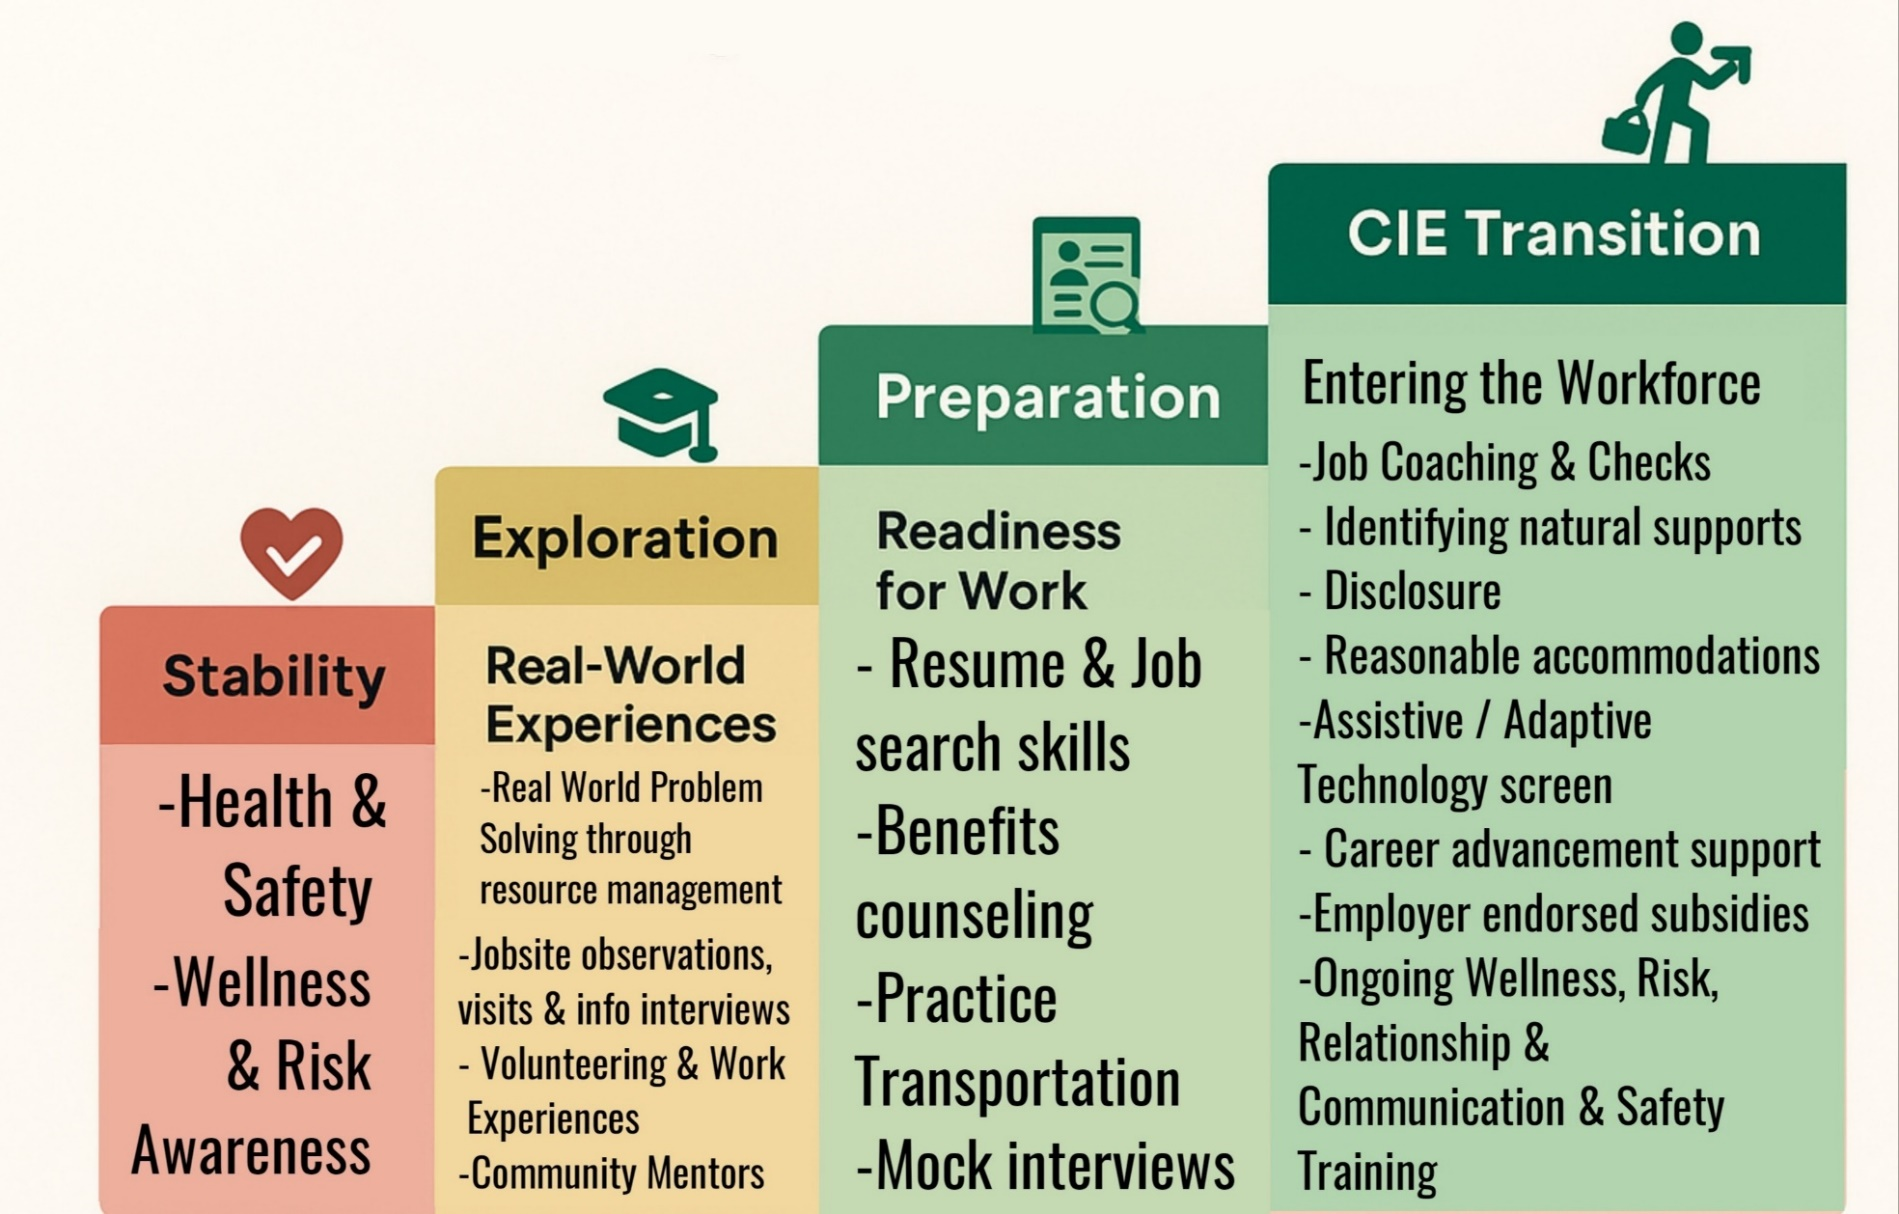 Stability
-Health &
Safety
-Wellness
& Risk
Awareness
Exploration
Real-World
Experiences
-Real World Problem
Solving through
resource management
-Jobsite observations,
visits & info interviews
- Volunteering & Work
Experiences
-Community Mentors
Preparation
Readiness
for Work
- Resume & Job
search skills
-Benefits
counseling
-Practice
Transportation
-Mock interviews
CIE Transition
Entering the Workforce
-Job Coaching & Checks
- Identifying natural supports
- Disclosure
- Reasonable accommodations
-Assistive / Adaptive
Technology screen
- Career advancement support
-Employer endorsed subsidies
-Ongoing Wellness, Risk,
Relationship &
Communication & Safety
Training